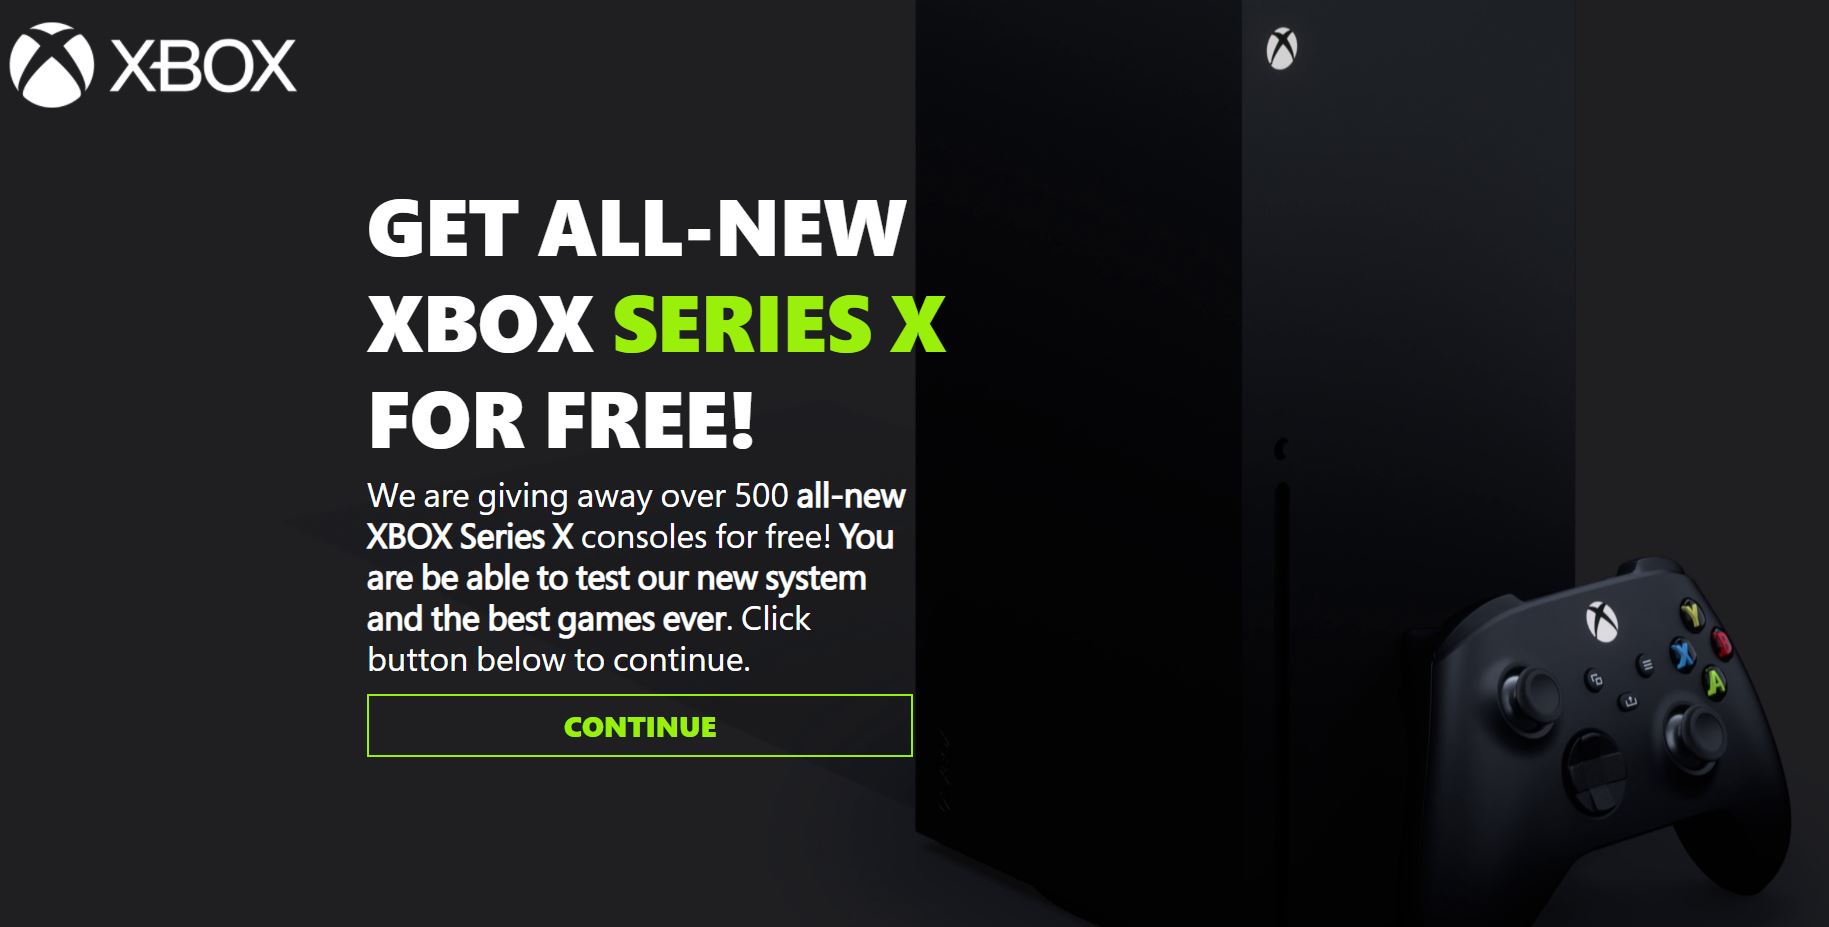 XBOX
GET ALL-NEW
XBOX SERIES X
FOR FREE!
We are giving away over 500 all-new
XBOX Series X consoles for free! You
are be able to test our new system
and the best games ever. Click
button below to continue.
CONTINUE
Y
B
X
A